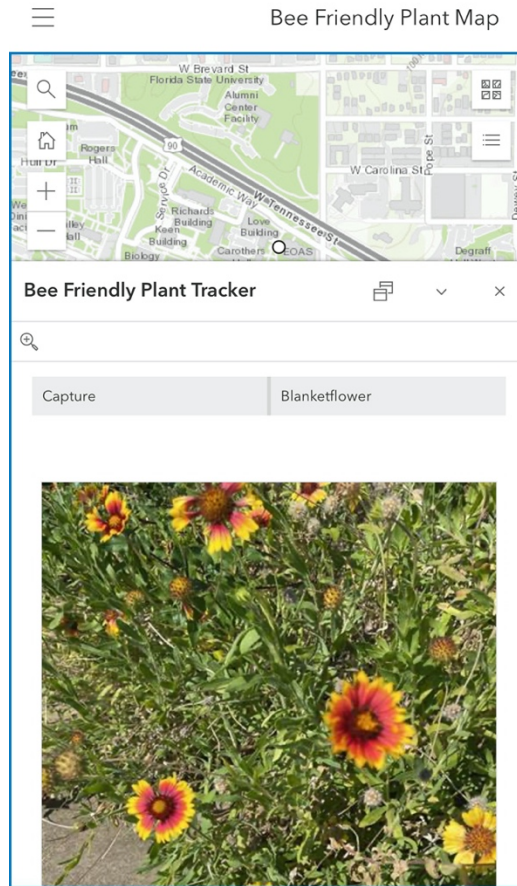 Bee Friendly Plant Map
W Brevard St
Florida State University
Alumni
Center
Facility
Rogers
Hall
90
W Carolina St
Pope St
Academic Way
W Tennessee St
Service Dr
Richards
Building
Love
Building
Keen
Building
Dewey St
Biology
Carothers
EOAS
Degraff
Bee Friendly Plant Tracker
Capture
Blanketflower